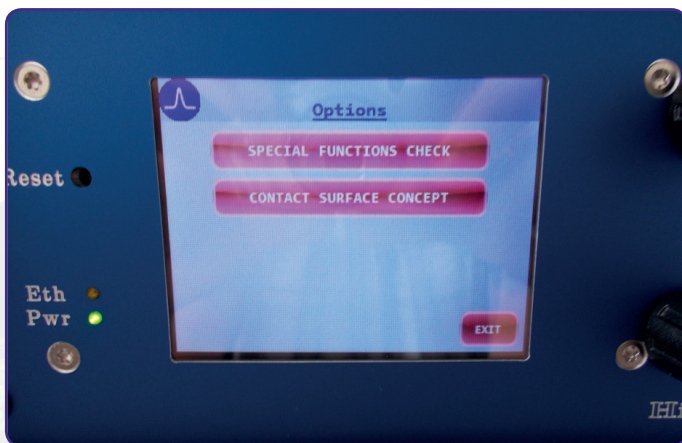 Options
SPECIAL FUNCTIONS CHECK
CONTACT SURFACE CONCEPT
Reset
Eth
Pwr
EXIT